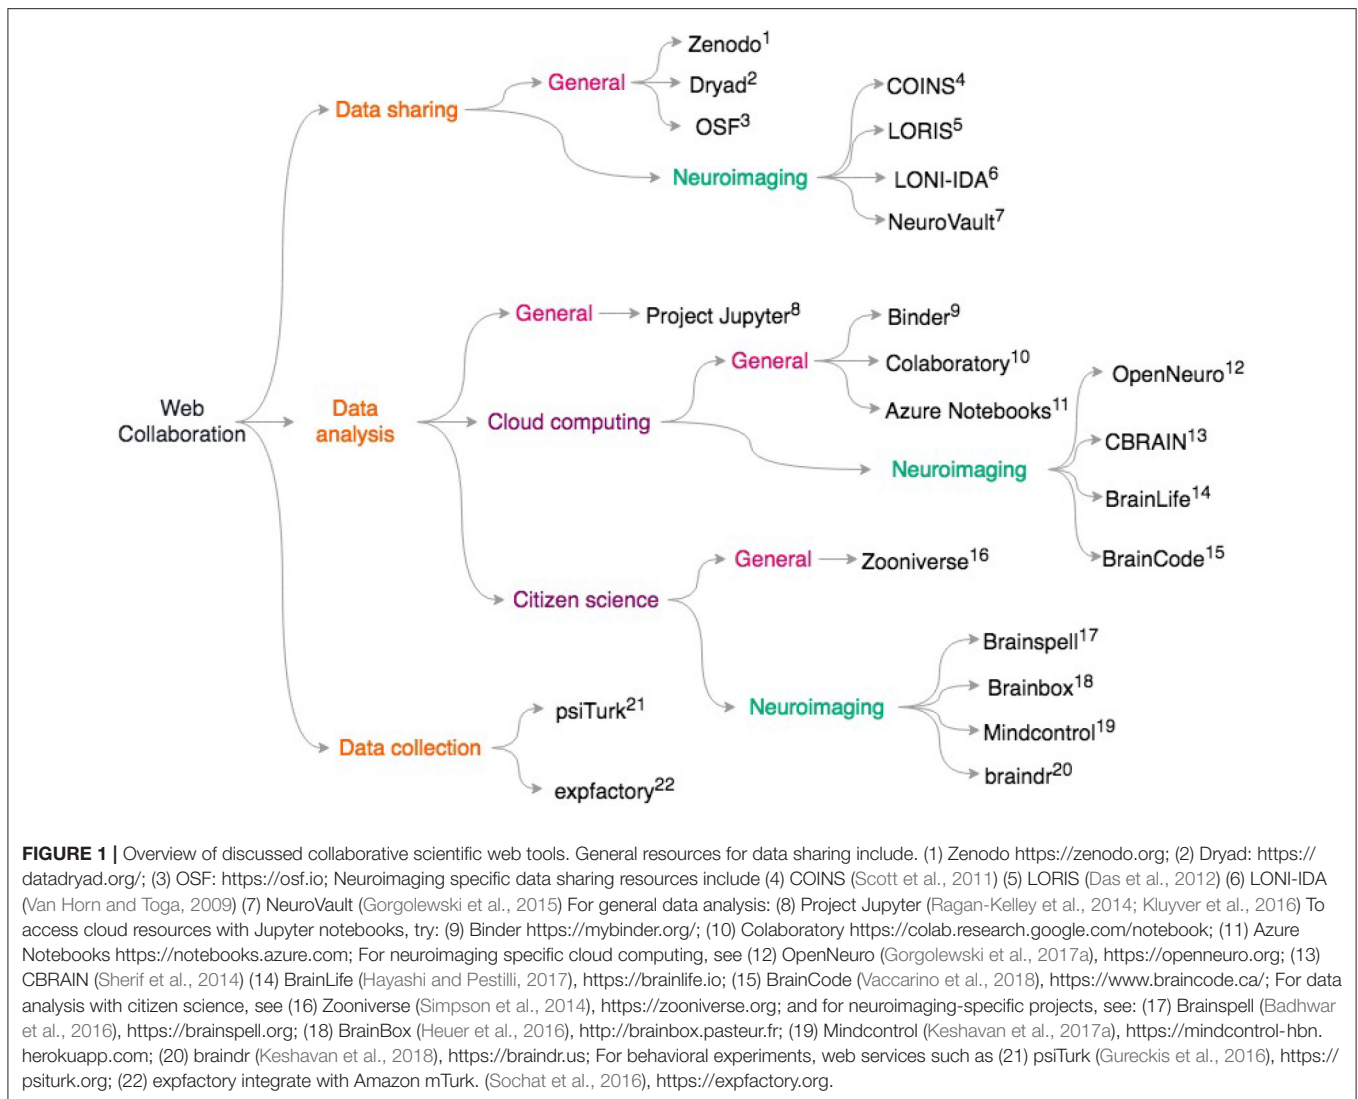 Zenodo1
General
Dryad2
COINS4
Data sharing
OSF3
LORIS5
Neuroimaging
LONI-IDA6
NeuroVault7
General
Project Jupyter8
Binder9
General
Colaboratory10
OpenNeuro12
Web
Collaboration
Data
analysis
Cloud computing
Azure Notebooks11
CBRAIN13
Neuroimaging
BrainLife14
General
Zooniverse16
BrainCode15
Citizen science
Brainspell17
psiTurk21
Neuroimaging
Brainbox18
Data collection
Mindcontrol19
braindr20
expfactory22
FIGURE 1 | Overview of discussed collaborative scientific web tools. General resources for data sharing include. (1) Zenodo https://zenodo.org; (2) Dryad: https://
datadryad.org/; (3) OSF: https://osf.io; Neuroimaging specific data sharing resources include (4) COINS (Scott et al., 2011) (5) LORIS (Das et al., 2012) (6) LONI-IDA
(Van Horn and Toga, 2009) (7) NeuroVault (Gorgolewski et al., 2015) For general data analysis: (8) Project Jupyter (Ragan-Kelley et al., 2014; Kluyver et al., 2016) To
access cloud resources with Jupyter notebooks, try: (9) Binder https://mybinder.org/; (10) Colaboratory https://colab.research.google.com/notebook; (11) Azure
Notebooks https://notebooks.azure.com; For neuroimaging specific cloud computing, see (12) OpenNeuro (Gorgolewski et al., 2017a), https://openneuro.org; (13)
CBRAIN (Sherif et al., 2014) (14) BrainLife (Hayashi and Pestilli, 2017), https://brainlife.io; (15) BrainCode (Vaccarino et al., 2018), https://www.braincode.ca/; For data
analysis with citizen science, see (16) Zooniverse (Simpson et al., 2014), https://zooniverse.org; and for neuroimaging-specific projects, see: (17) Brainspell (Badhwar
et al., 2016), https://brainspell.org; (18) BrainBox (Heuer et al., 2016), http://brainbox.pasteur.fr; (19) Mindcontrol (Keshavan et al., 2017a), https://mindcontrol-hbn.
herokuapp.com; (20) braindr (Keshavan et al., 2018), https://braindr.us; For behavioral experiments, web services such as (21) psiTurk (Gureckis et al., 2016), https://
psiturk.org; (22) expfactory integrate with Amazon mTurk. (Sochat et al., 2016), https://expfactory.org.